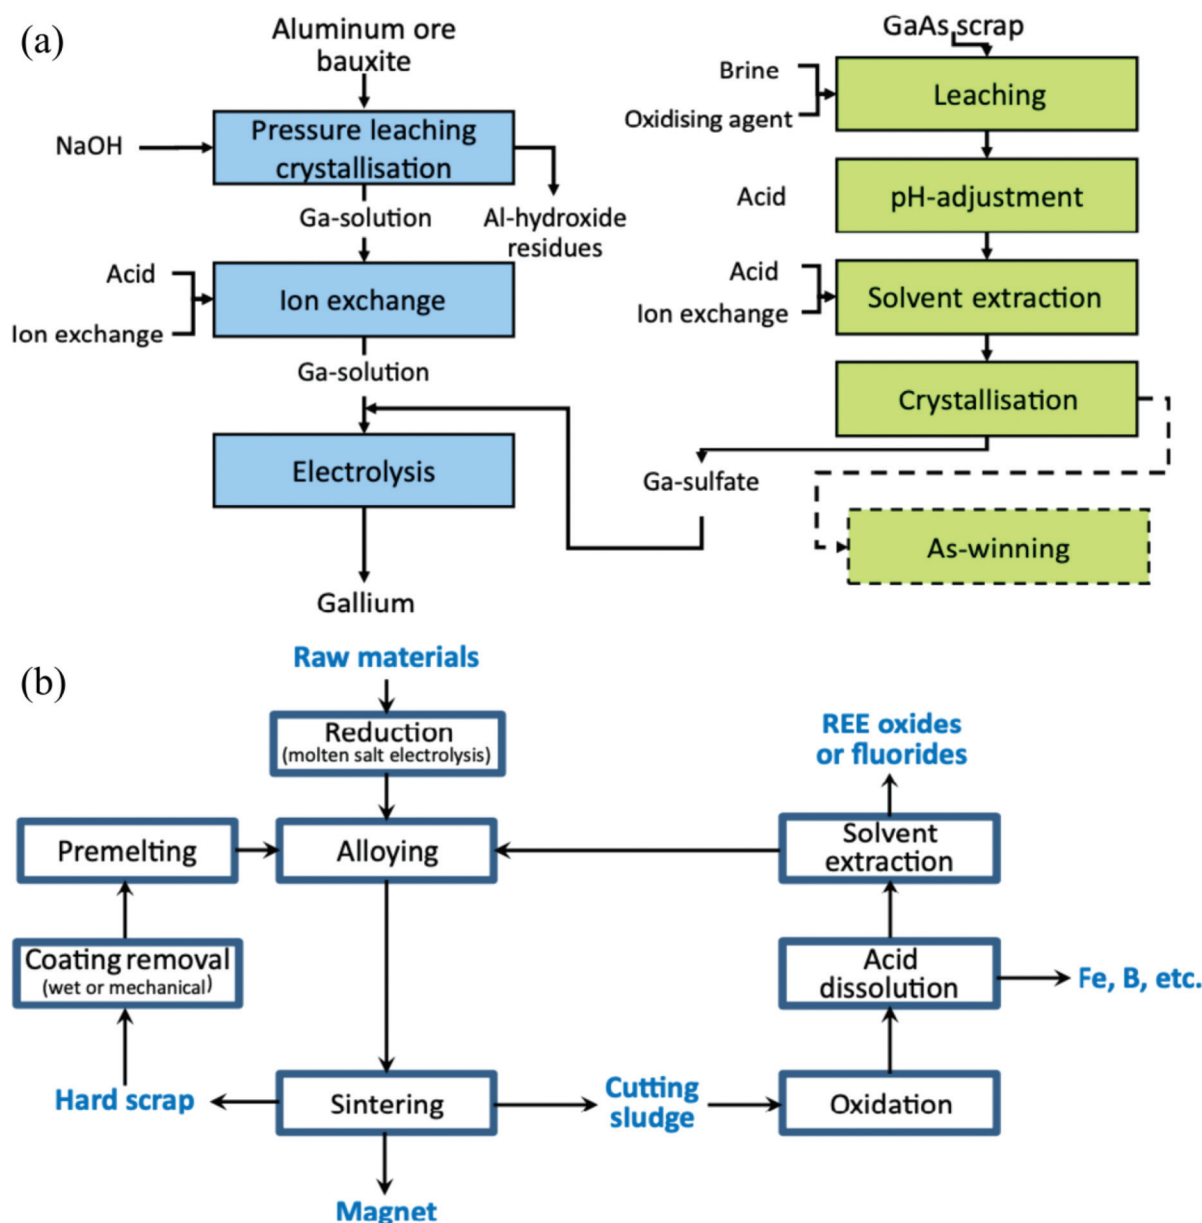 (a)
Aluminum ore
bauxite
NaOH
Pressure leaching
crystallisation
Ga-solution
Al-hydroxide
residues
Acid
Ion exchange
Ion exchange
Ga-solution
Electrolysis
Gallium
GaAs scrap
Brine
Oxidising agent
Leaching
Acid
pH-adjustment
Acid
Ion exchange
Solvent extraction
Crystallisation
Ga-sulfate
As-winning
(b)
Raw materials
Reduction
(molten salt electrolysis)
Premelting
Alloying
Coating removal
(wet or mechanical)
Hard scrap
Sintering
Magnet
Cutting
sludge
Oxidation
Acid
dissolution
Fe, B, etc.
Solvent
extraction
REE oxides
or fluorides